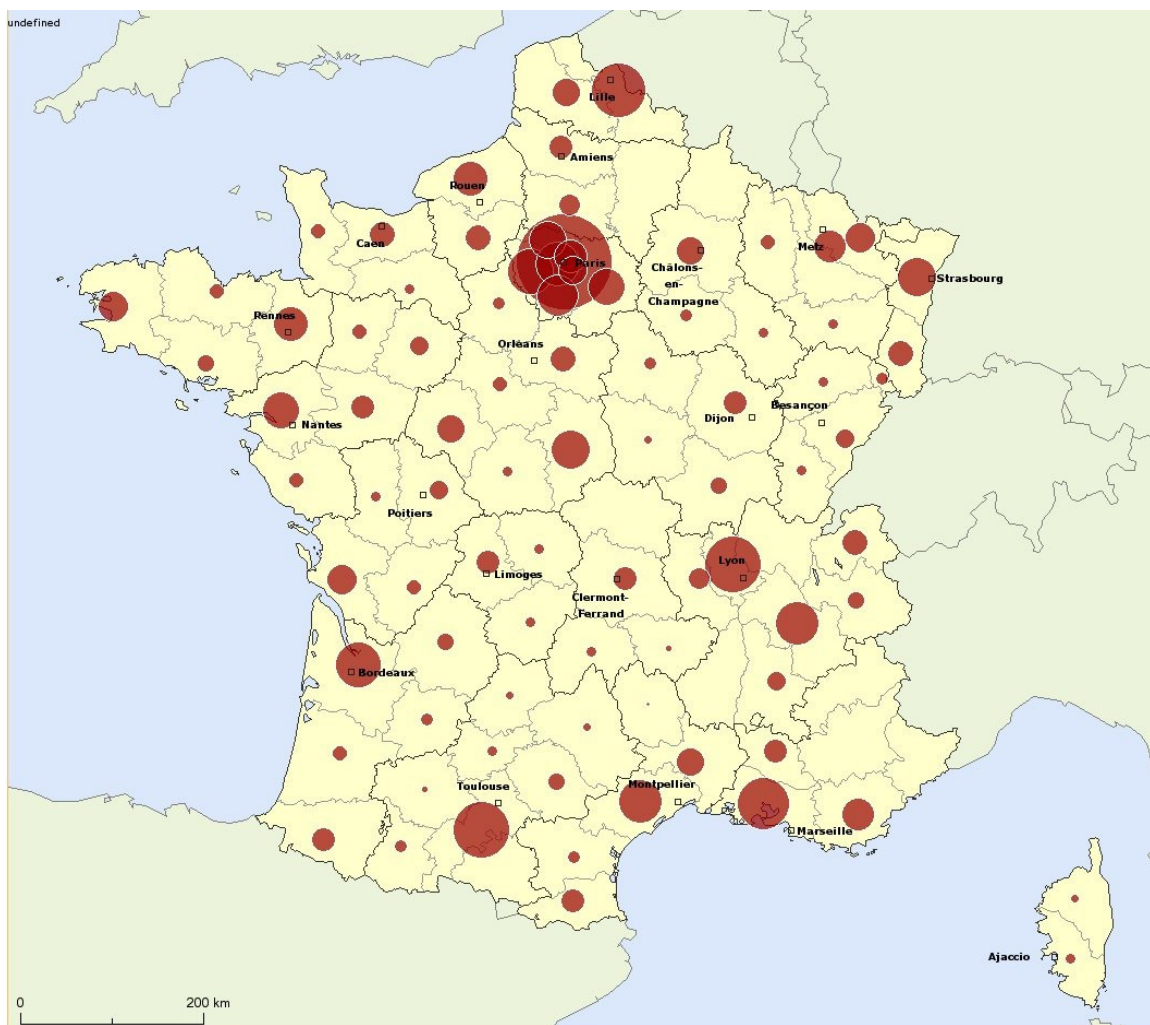 undefined
Lille
Amiens
Rouen
Caen
Paris
Metz
Châlons-
en-
Champagne
Strasbourg
Rennes
Orléans
Nantes
Dijon
Besançon
Poitiers
Limoges
Lyon
Clermont-
Ferrand
Bordeaux
Toulouse
Montpellier
Marseille
Ajaccio
0 200 km